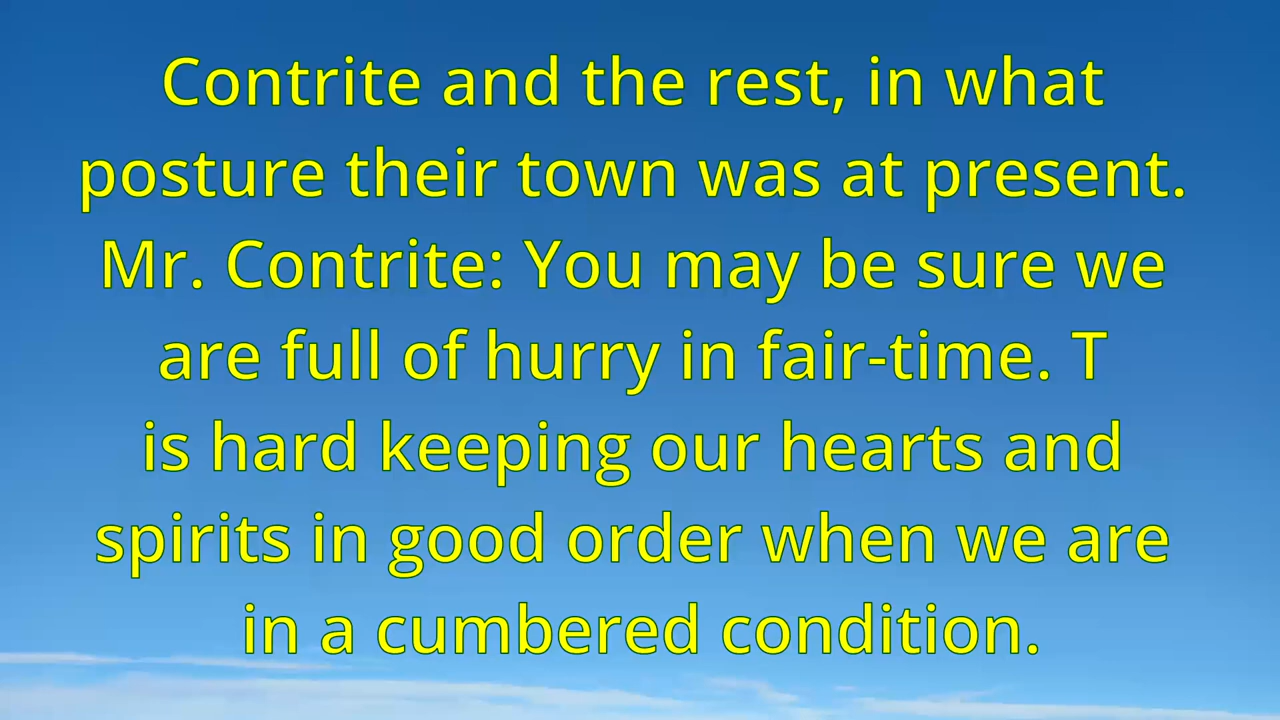 Contrite and the rest, in what
posture their town was at present.
Mr. Contrite: You may be sure we
are full of hurry in fair-time. T
is hard keeping our hearts and
spirits in good order when we are
in a cumbered condition.